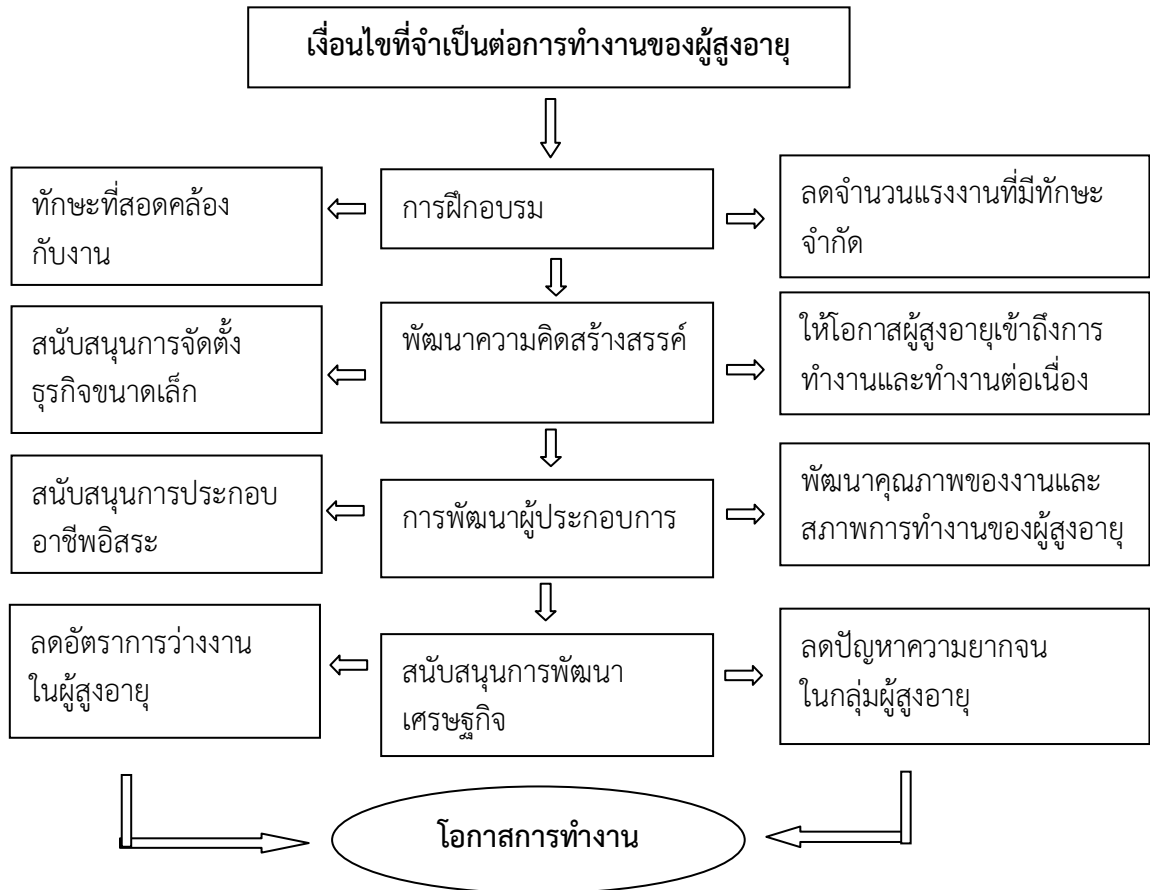 เงื่อนไขที่จำเป็นต่อการทำงานของผู้สูงอายุ
ทักษะที่สอดคล้อง
กับงาน
การฝึกอบรม
ลดจำนวนแรงงานที่มีทักษะ
จำกัด
สนับสนุนการจัดตั้ง
ธุรกิจขนาดเล็ก
พัฒนาความคิดสร้างสรรค์
ให้โอกาสผู้สูงอายุเข้าถึงการ
ทำงานและทำงานต่อเนื่อง
สนับสนุนการประกอบ
อาชีพอิสระ
การพัฒนาผู้ประกอบการ
พัฒนาคุณภาพของงานและ
สภาพการทำงานของผู้สูงอายุ
ลดอัตราการว่างงาน
ในผู้สูงอายุ
สนับสนุนการพัฒนา
เศรษฐกิจ
ลดปัญหาความยากจน
ในกลุ่มผู้สูงอายุ
โอกาสการทำงาน